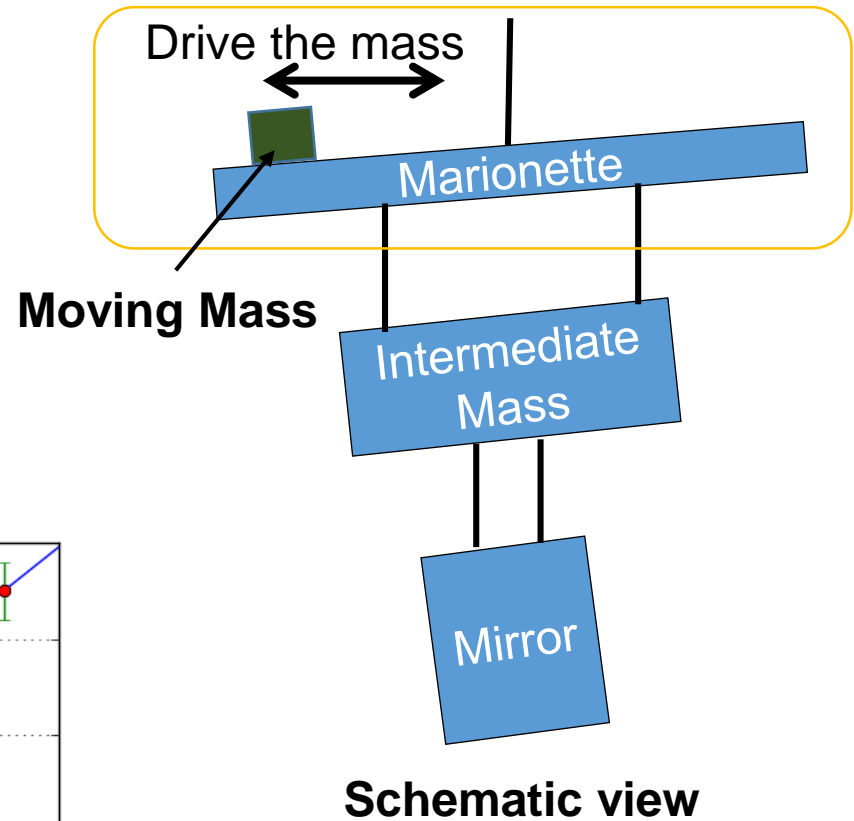 Drive the mass
Marionette
Moving Mass
Intermediate
Mass
Mirror
Schematic view